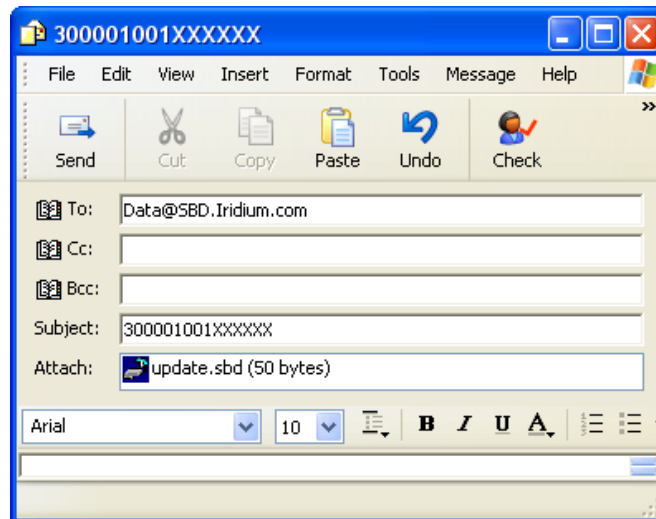 300001001XXXXXX
File Edit View Insert Format Tools Message Help
Send Cut Copy Paste Undo Check
To: Data@SBD.Iridium.com
Cc:
Bcc:
Subject: 300001001XXXXXX
Attach: update.sbd (50 bytes)
Arial 10 B I U A